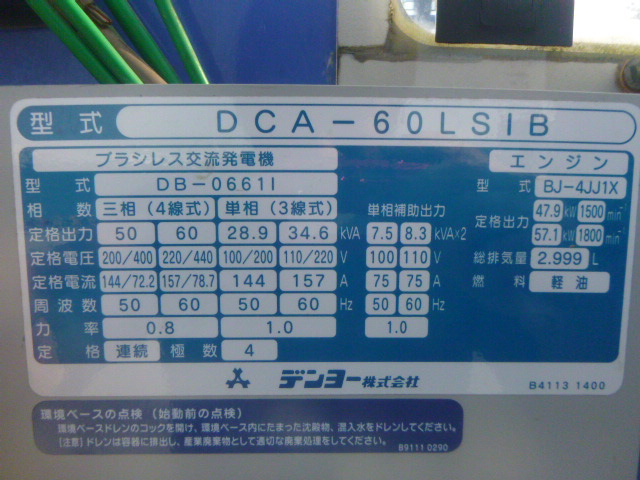 型式 DCA-60LSIB
ブラシレス交流発電機 エンジン
型式 DB-0661I 型式 BJ-4JJ1X
相数 三相(4線式) 単相(3線式) 単相補助出力 定格出力 47.9 kW 1500 min⁻¹
定格出力 50 60 28.9 34.6 kVA 7.5 8.3 kVA×2 57.1 kW 1800 min⁻¹
定格電圧 200/400 220/440 100/200 110/220 V 100 110 V 総排気量 2.999 L
定格電流 144/72.2 157/78.7 144 157 A 75 75 A 燃料 軽油
周波数 50 60 50 60 Hz 50 60 Hz
力率 0.8 1.0 1.0
定格 連続 極数 4
デンヨー株式会社 B4113 1400
環境ベースの点検(始動前の点検)
環境ベースドレンのコックを開け、環境ベース内にたまった沈殿物、混入水をドレンしてください。
[注意]ドレンは容器に排出し、産業廃棄物として適切な廃棄処理をしてください。
B9111 0290